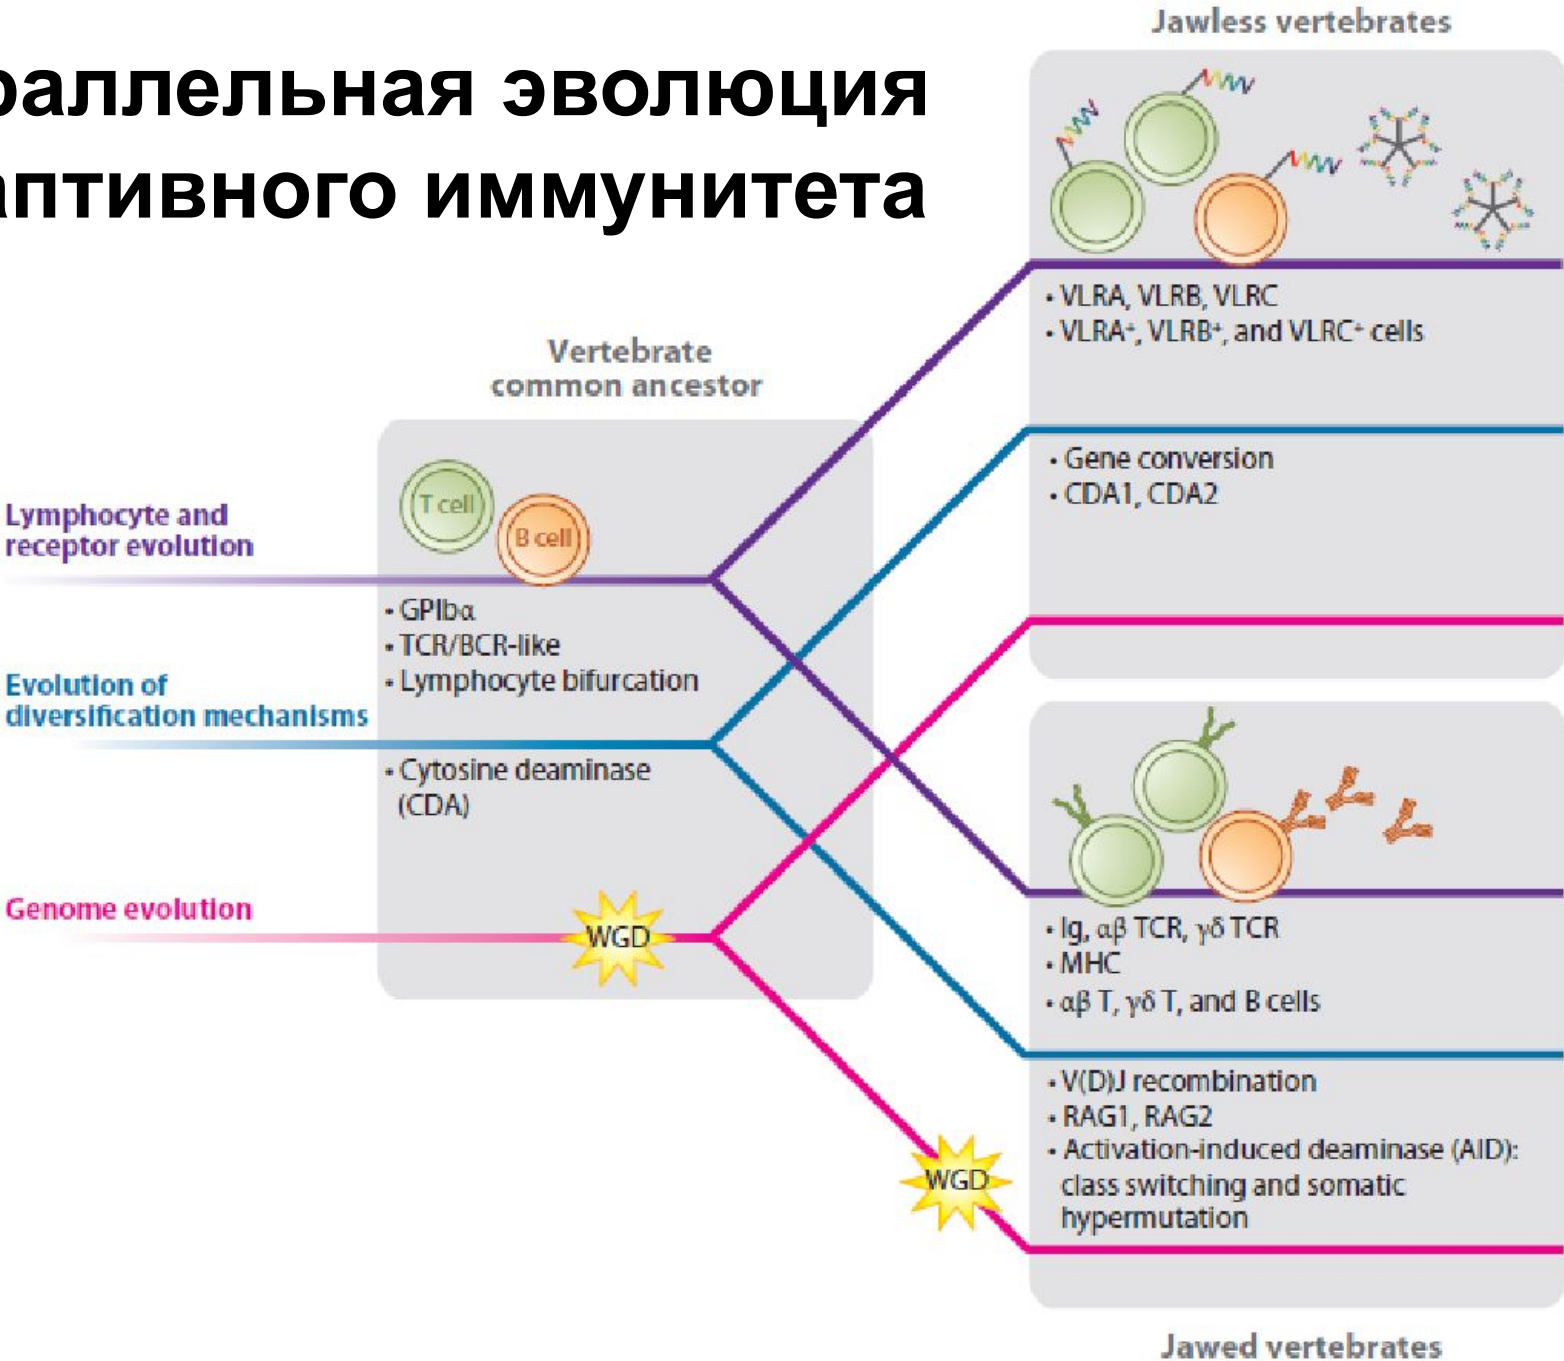 раллельная эволюция
аптивного иммунитета
Jawless vertebrates
• VLRA, VLRB, VLRC
• VLRA⁺, VLRB⁺, and VLRC⁺ cells
• Gene conversion
• CDA1, CDA2
Vertebrate
common ancestor
T cell
B cell
Lymphocyte and
receptor evolution
• GPIbα
• TCR/BCR-like
• Lymphocyte bifurcation
Evolution of
diversification mechanisms
• Cytosine deaminase
(CDA)
Genome evolution
WGD
• Ig, αβ TCR, γδ TCR
• MHC
• αβ T, γδ T, and B cells
• V(D)J recombination
• RAG1, RAG2
• Activation-induced deaminase (AID):
class switching and somatic
hypermutation
WGD
Jawed vertebrates